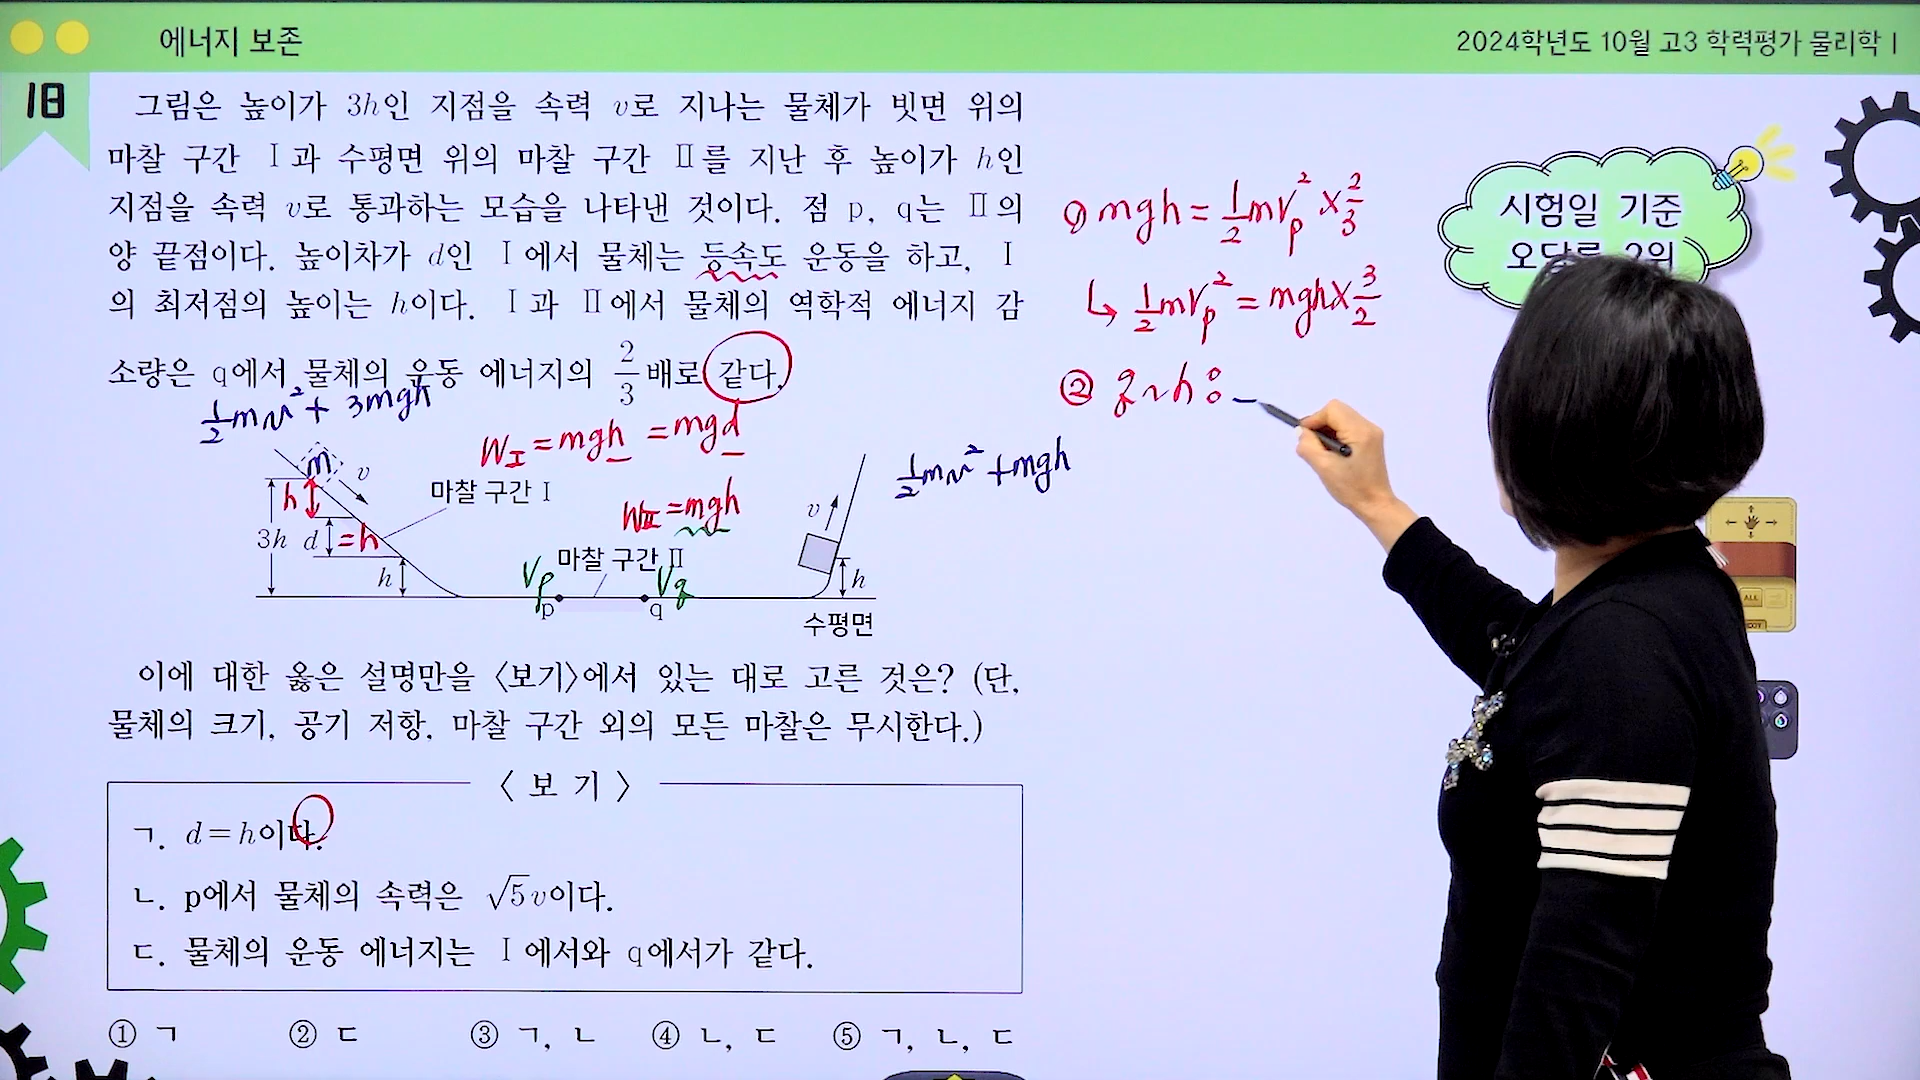 에너지 보존
2024학년도 10월 고3 학력평가 물리학 I
18
그림은 높이가 3h인 지점을 속력 v로 지나는 물체가 빗면 위의
마찰 구간 Ⅰ과 수평면 위의 마찰 구간 Ⅱ를 지난 후 높이가 h인
지점을 속력 v로 통과하는 모습을 나타낸 것이다. 점 p, q는 Ⅱ의
양 끝점이다. 높이차가 d인 Ⅰ에서 물체는 등속도 운동을 하고, Ⅰ
의 최저점의 높이는 h이다. Ⅰ과 Ⅱ에서 물체의 역학적 에너지 감
소량은 q에서 물체의 운동 에너지의 2/3배로 같다.
1/2mv²+3mgh
W_I=mgh=mgd
m
v
h
마찰 구간 Ⅰ
W_II=mgh
3h
d
=h
h
마찰 구간 Ⅱ
Vp
Vq
p
q
v
h
수평면
1/2mv²+mgh
① mgh=1/2mVp²×2/3
↳ 1/2mVp²=mgh×3/2
② q~h:
시험일 기준
이에 대한 옳은 설명만을 〈보기〉에서 있는 대로 고른 것은? (단,
물체의 크기, 공기 저항, 마찰 구간 외의 모든 마찰은 무시한다.)
〈보 기〉
ㄱ. d=h이다.
ㄴ. p에서 물체의 속력은 √5v이다.
ㄷ. 물체의 운동 에너지는 Ⅰ에서와 q에서가 같다.
① ㄱ ② ㄷ ③ ㄱ, ㄴ ④ ㄴ, ㄷ ⑤ ㄱ, ㄴ, ㄷ
ALL